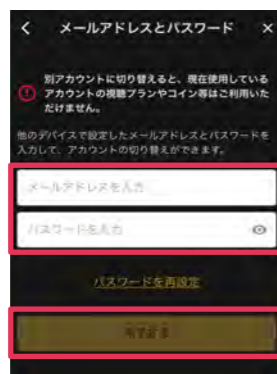 メールアドレスとパスワード
別アカウントに切り替えると、現在使用している
アカウントの視聴プランやコイン等はご利用いた
だけません。
他のデバイスで設定したメールアドレスとパスワードを
入力して、アカウントの切り替えができます。
メールアドレスを入力
パスワードを入力
パスワードを再設定